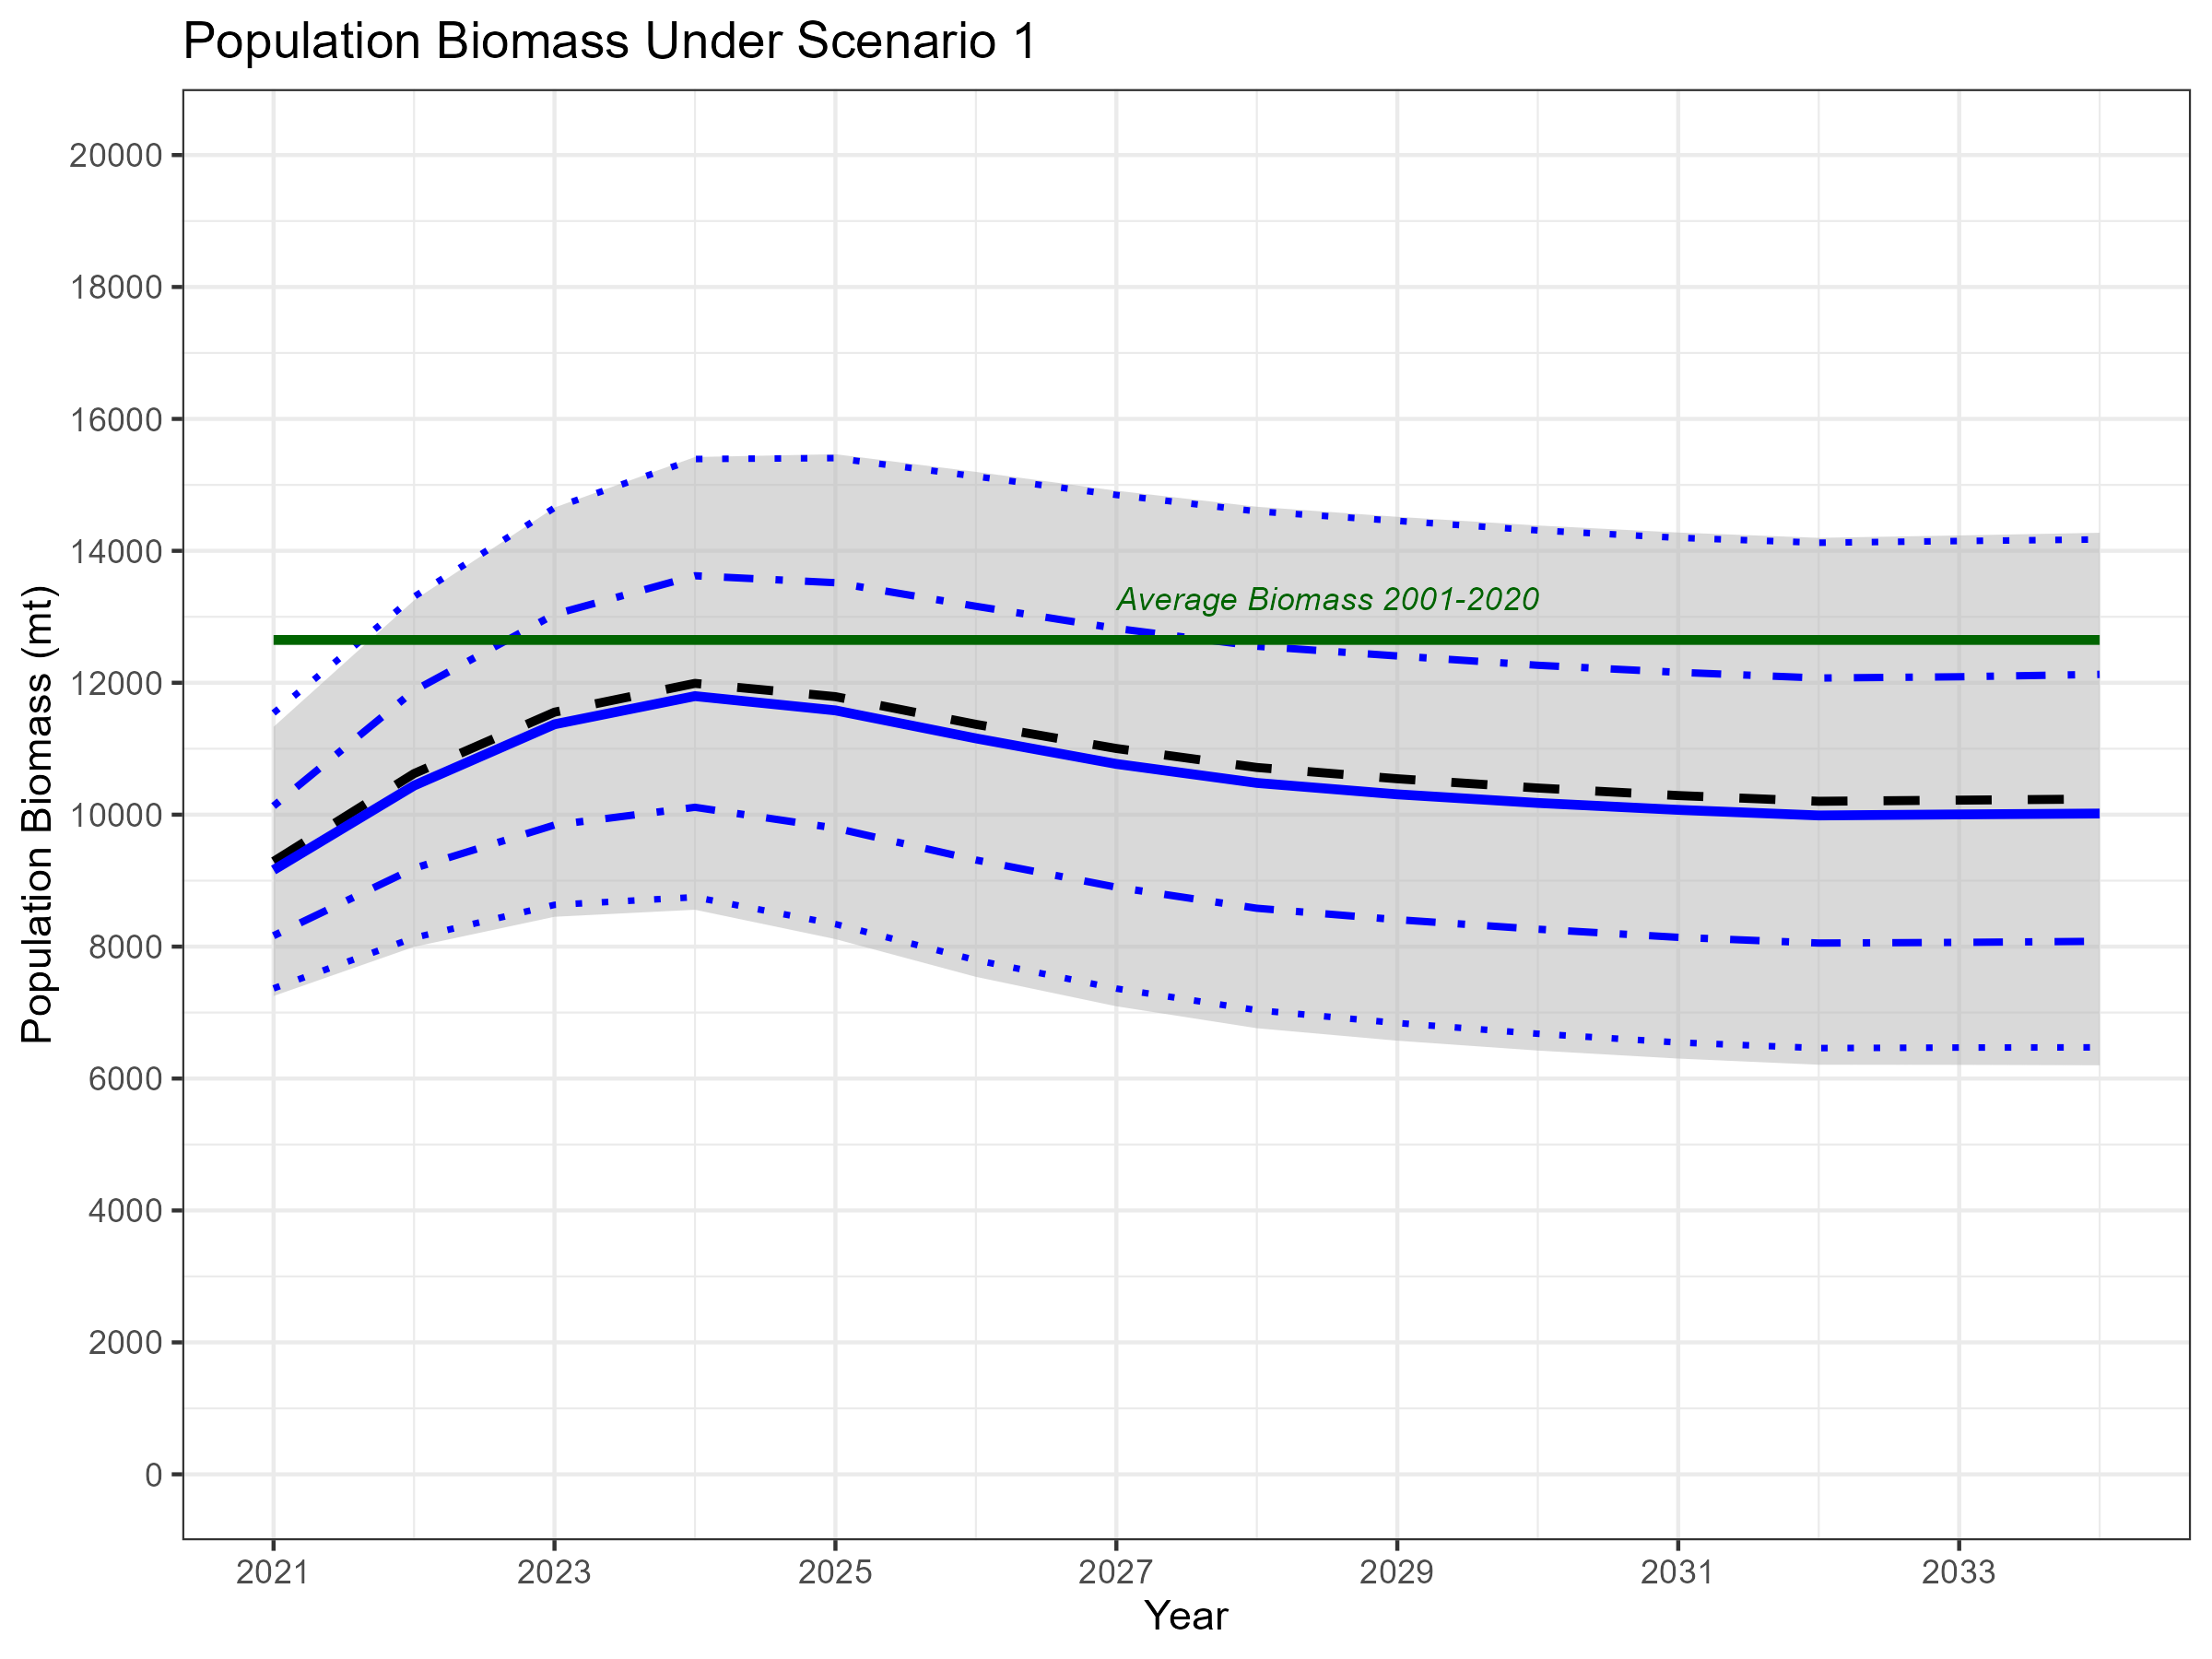 Population Biomass Under Scenario 1
Population Biomass (mt)
20000
18000
16000
14000
12000
10000
8000
6000
4000
2000
0
Average Biomass 2001-2020
2021 2023 2025 2027 2029 2031 2033
Year